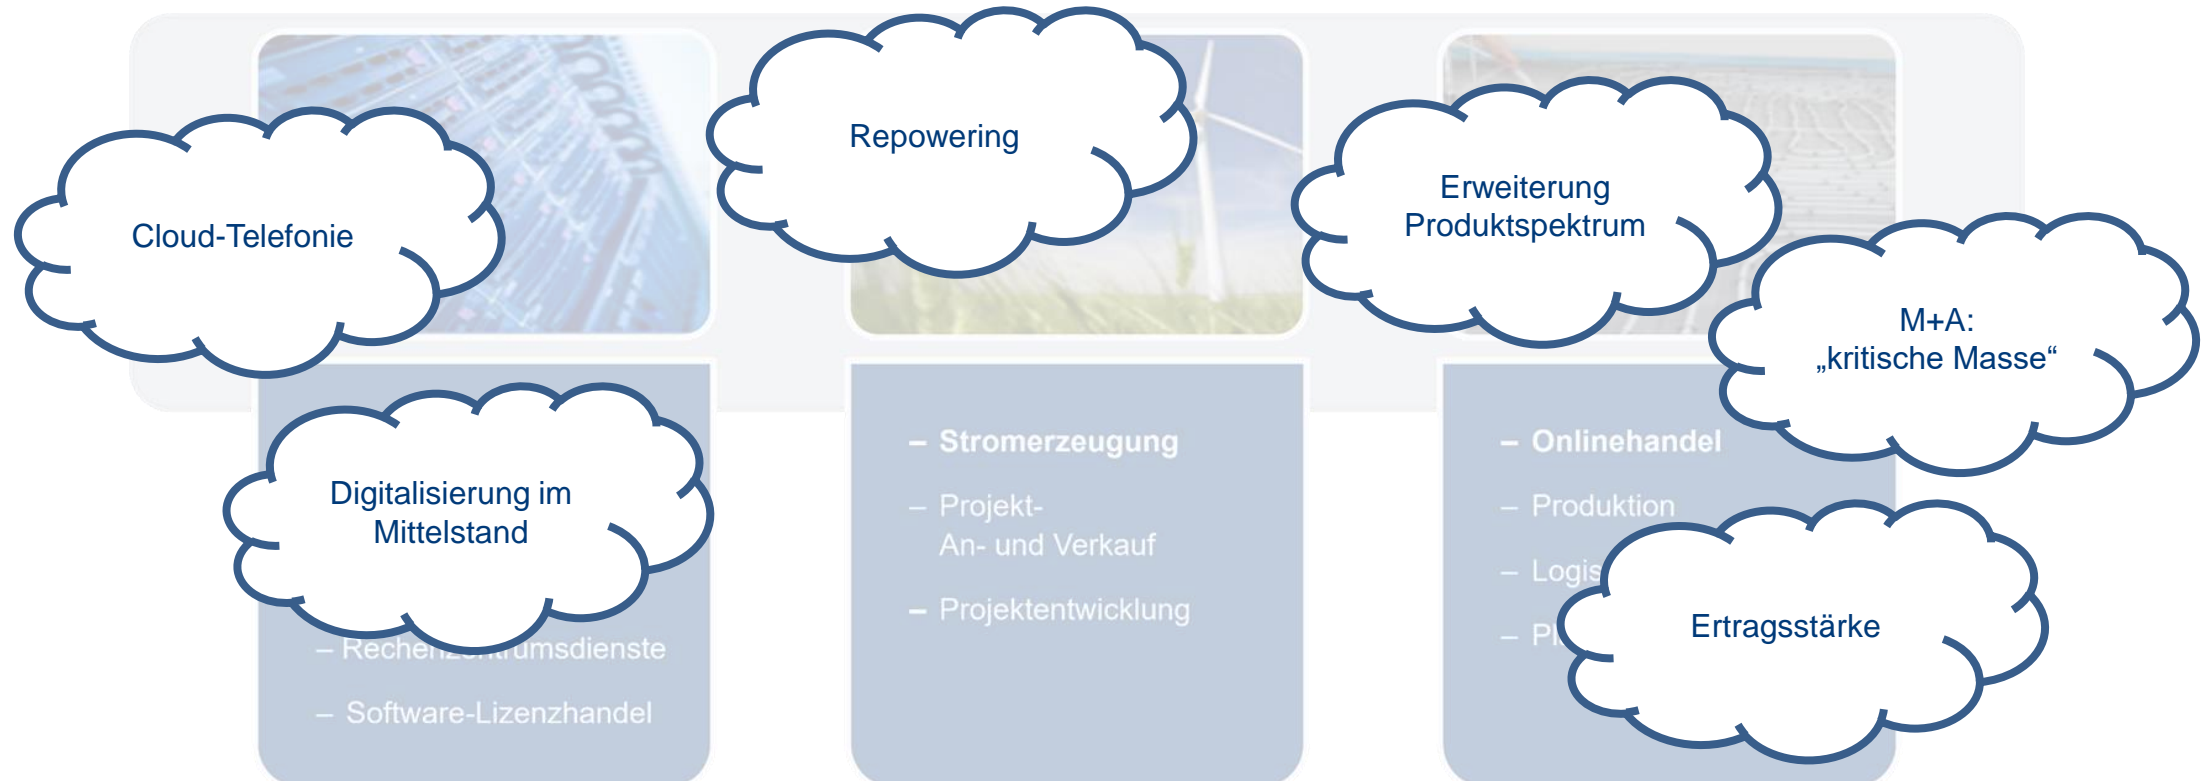 Cloud-Telefonie
Digitalisierung im
Mittelstand
– Rechenzentrumsdienste
– Software-Lizenzhandel
Repowering
– Stromerzeugung
– Projekt-
An- und Verkauf
– Projektentwicklung
Erweiterung
Produktspektrum
M+A:
„kritische Masse“
– Onlinehandel
– Produktion
Ertragsstärke